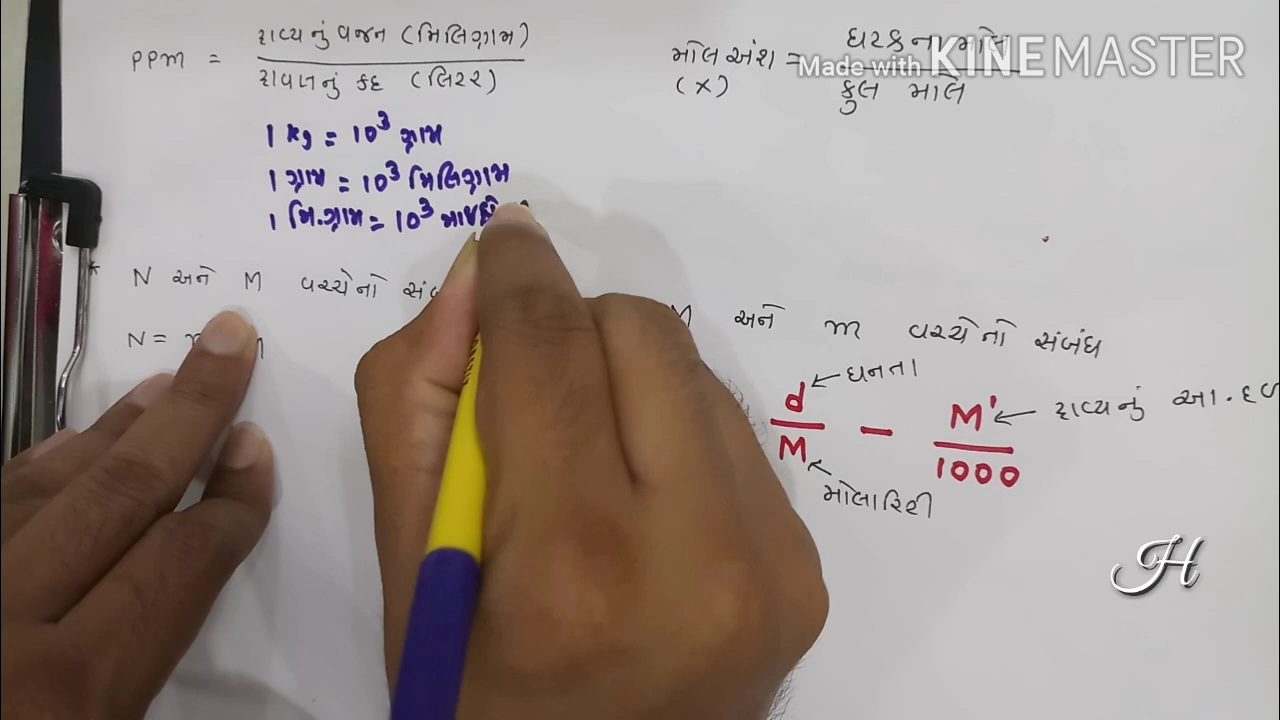 PPM = દ્રાવ્યનું વજન (મિલિગ્રામ)
દ્રાવણનું કદ (લિટર)
1 kg = 10³ ગ્રામ
1 ગ્રામ = 10³ મિલિગ્રામ
1 મિ.ગ્રામ = 10³
મોલઅંશ = ઘટકના મોલ
(x) કુલ મોલ
Made with KINEMASTER
* N અને M વચ્ચેનો
N =
M અને m વચ્ચેનો સંબંધ
d ઘનતા
M
મોલારિટી
– M'
1000
દ્રાવ્યનું આ.દળ
H